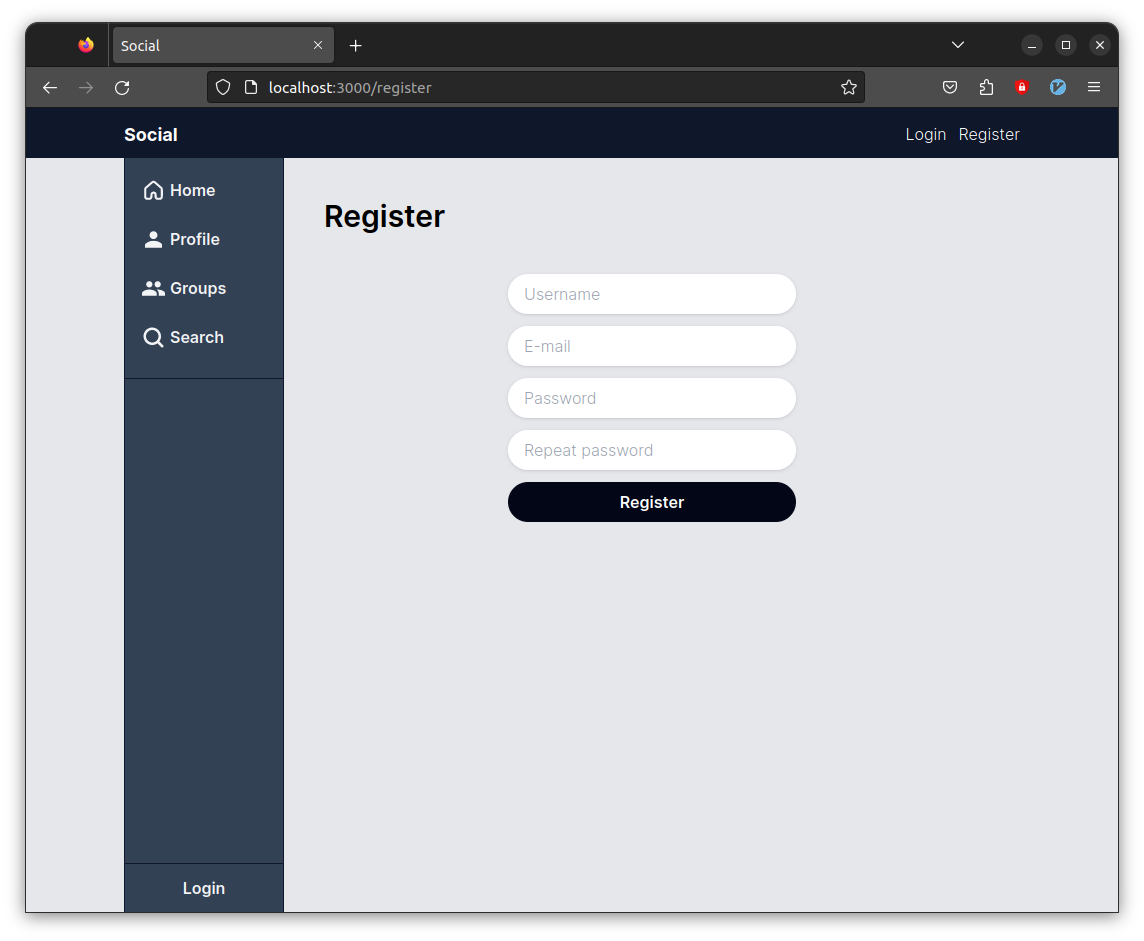 Social
localhost:3000/register
Social
Login Register
Home
Profile
Groups
Search
Register
Username
E-mail
Password
Repeat password
Register
Login